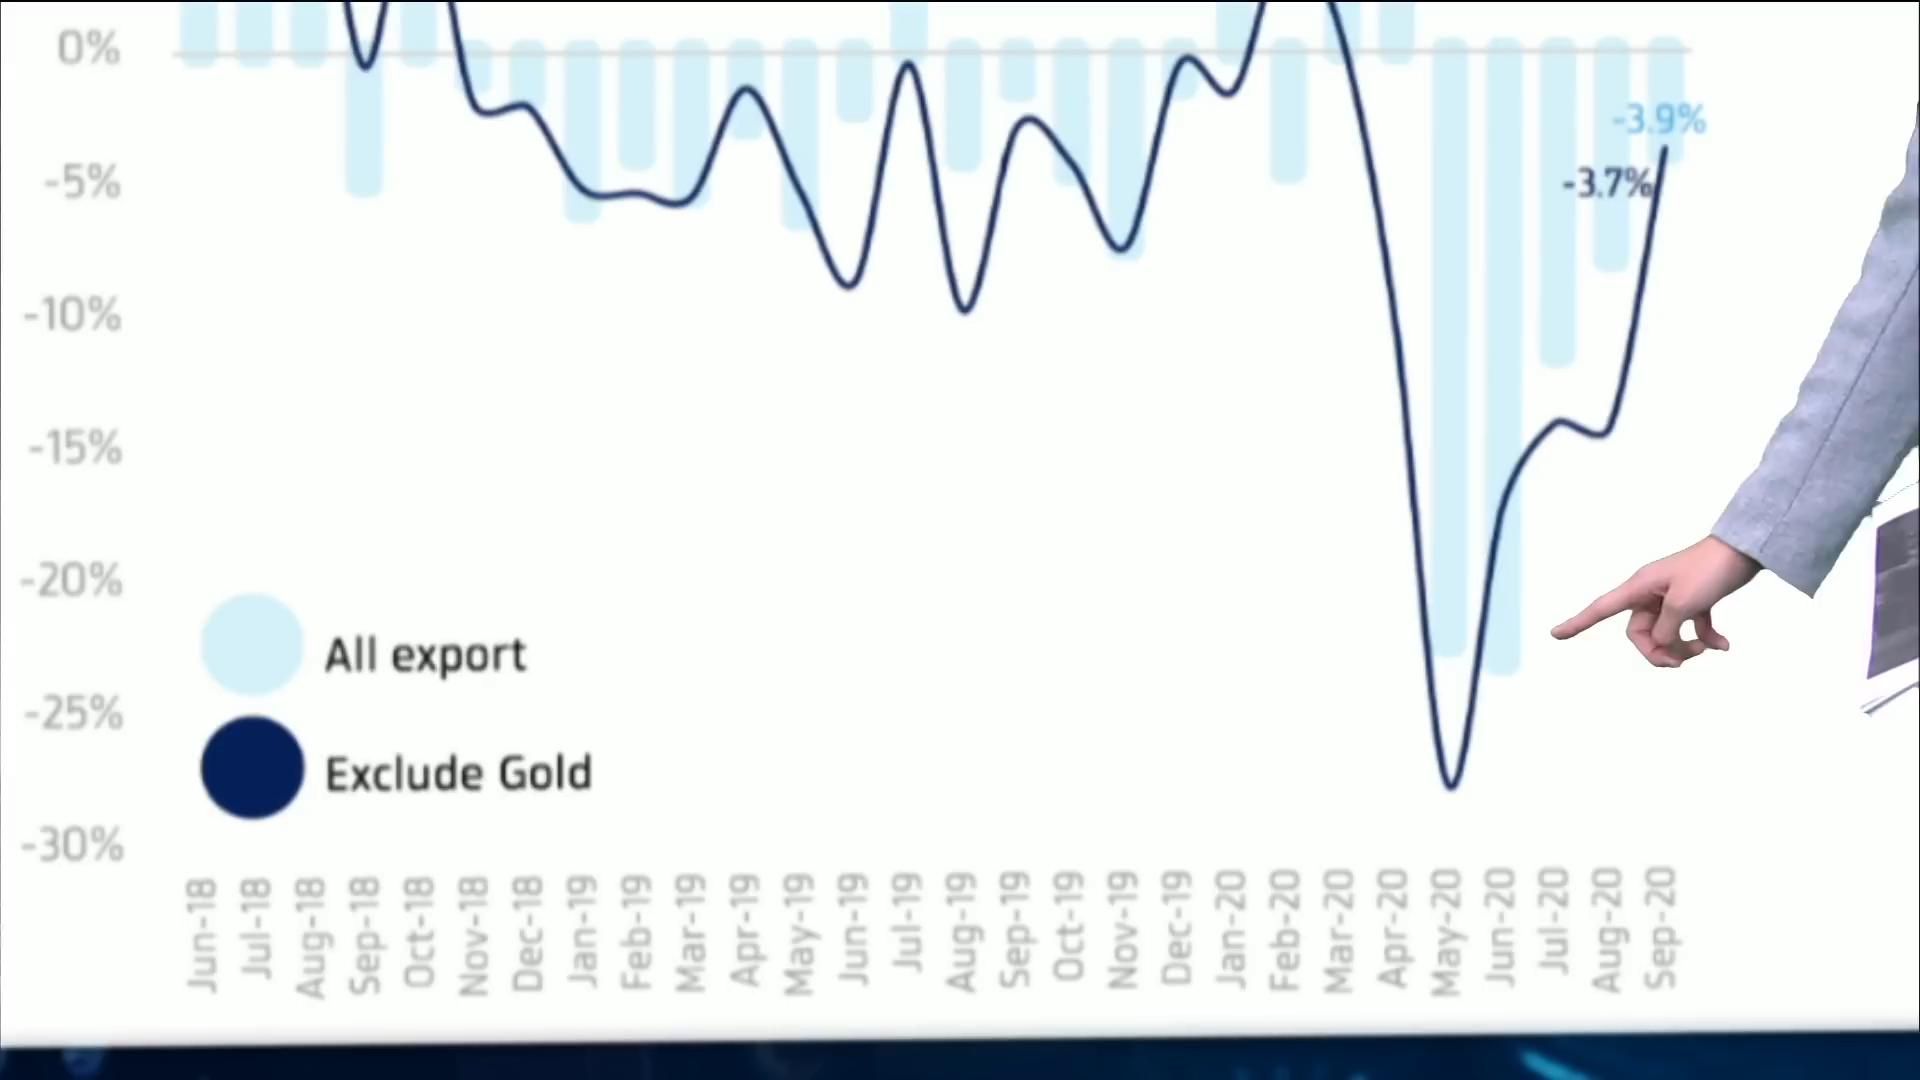 0%
-5%
-10%
-15%
-20%
-25%
-30%
-3.9%
-3.7%
All export
Exclude Gold
Jun-18
Jul-18
Aug-18
Sep-18
Oct-18
Nov-18
Dec-18
Jan-19
Feb-19
Mar-19
Apr-19
May-19
Jun-19
Jul-19
Aug-19
Sep-19
Oct-19
Nov-19
Dec-19
Jan-20
Feb-20
Mar-20
Apr-20
May-20
Jun-20
Jul-20
Aug-20
Sep-20